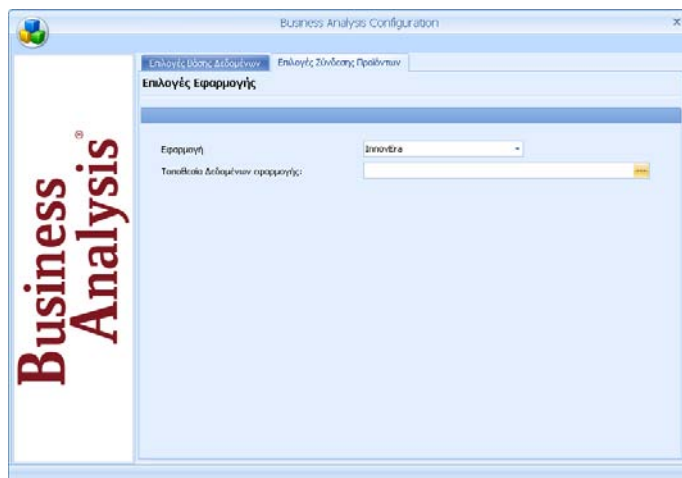 Business Analysis Configuration
x
Επιλογές Βάσης Δεδομένων Επιλογές Σύνδεσης Προϊόντων
Επιλογές Εφαρμογής
Εφαρμογή InnovEra
Τοποθεσία Δεδομένων εφαρμογής:
Business
Analysis®